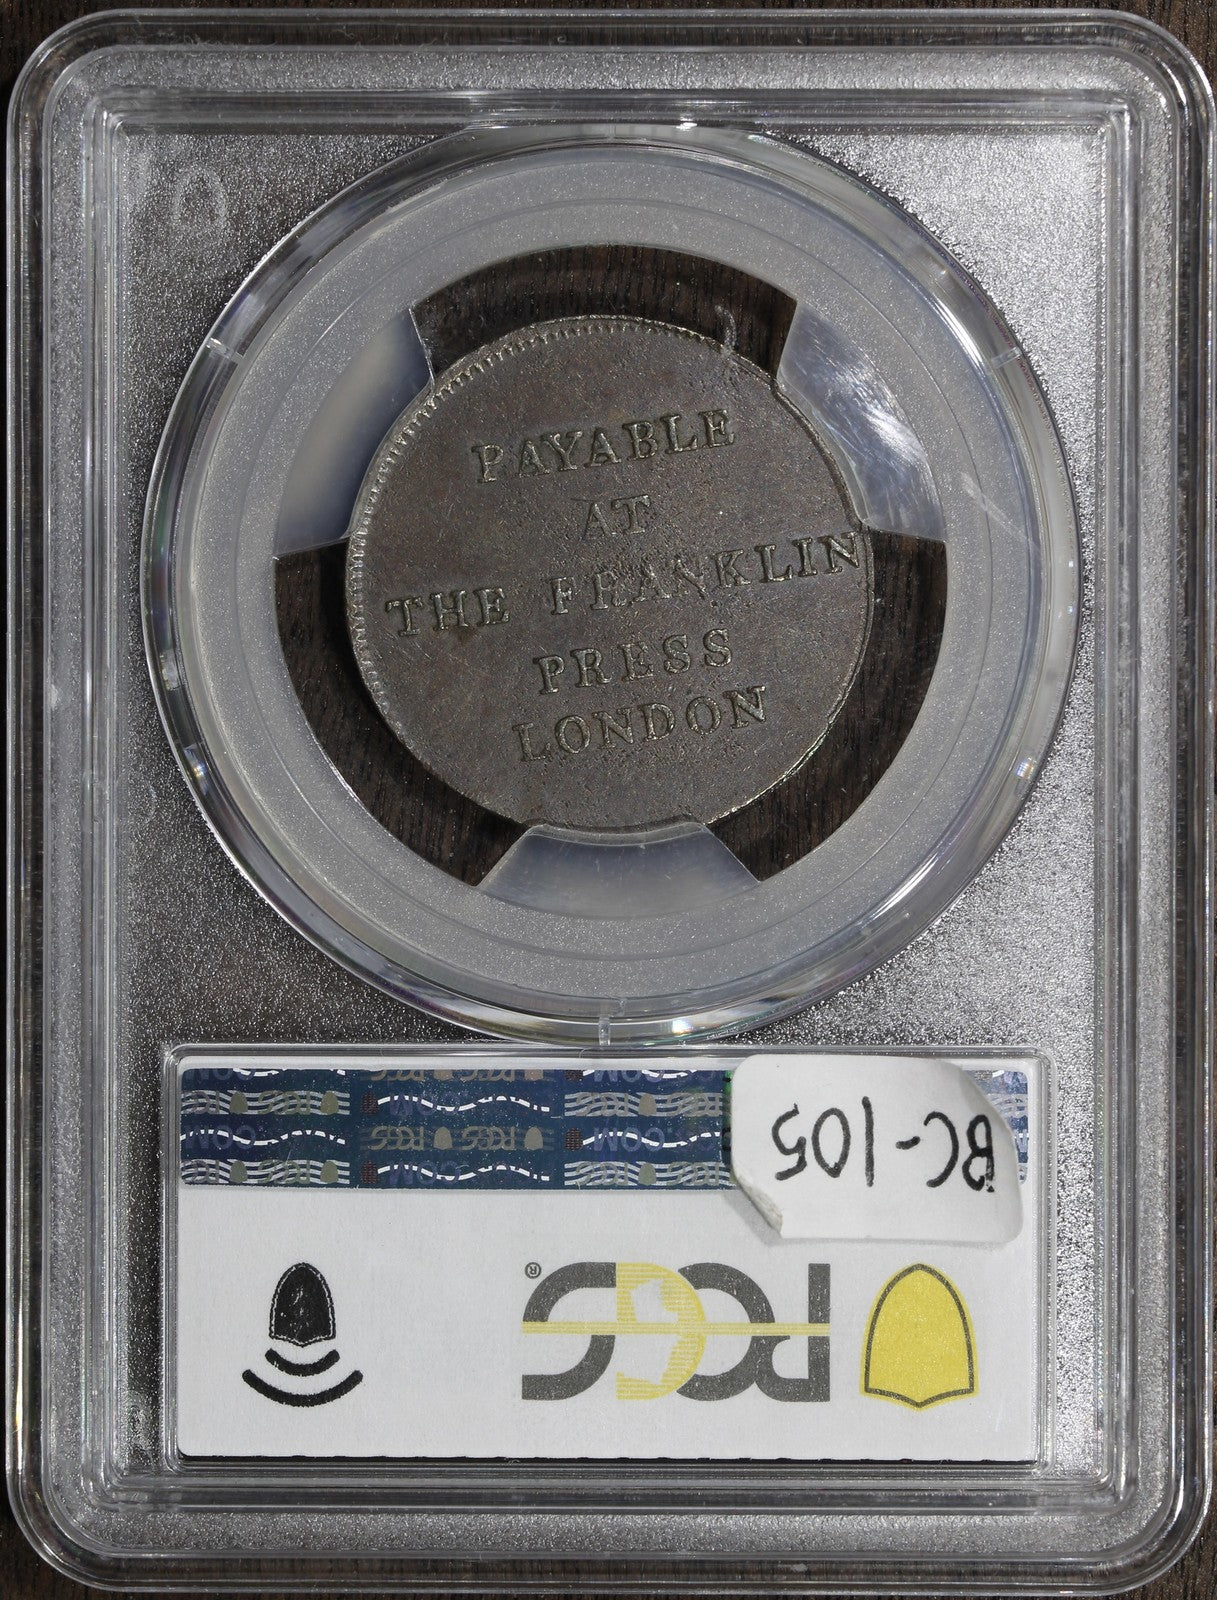 PAYABLE
AT
THE FRANKLIN
PRESS
LONDON
BC-105
PCGS®